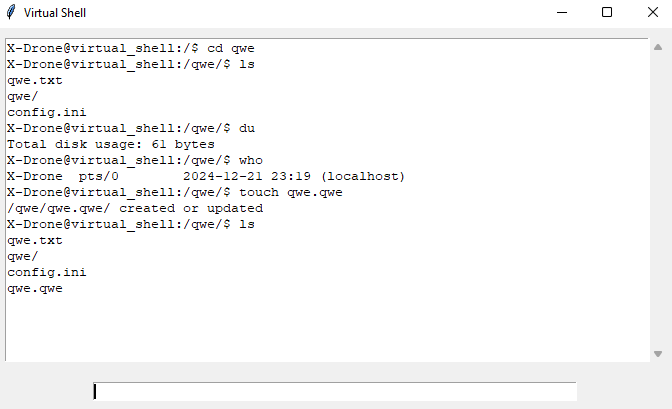 Virtual Shell
X-Drone@virtual_shell:/$ cd qwe
X-Drone@virtual_shell:/qwe/$ ls
qwe.txt
qwe/
config.ini
X-Drone@virtual_shell:/qwe/$ du
Total disk usage: 61 bytes
X-Drone@virtual_shell:/qwe/$ who
X-Drone  pts/0        2024-12-21 23:19 (localhost)
X-Drone@virtual_shell:/qwe/$ touch qwe.qwe
/qwe/qwe.qwe/ created or updated
X-Drone@virtual_shell:/qwe/$ ls
qwe.txt
qwe/
config.ini
qwe.qwe